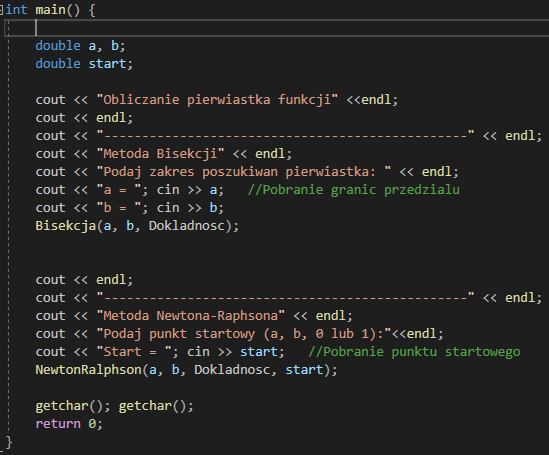 int main() {
double a, b;
double start;
cout << "Obliczanie pierwiastka funkcji" <<endl;
cout << endl;
cout << "------------------------------------------------" << endl;
cout << "Metoda Bisekcji" << endl;
cout << "Podaj zakres poszukiwan pierwiastka: " << endl;
cout << "a = "; cin >> a;   //Pobranie granic przedzialu
cout << "b = "; cin >> b;
Bisekcja(a, b, Dokladnosc);
cout << endl;
cout << "------------------------------------------------" << endl;
cout << "Metoda Newtona-Raphsona" << endl;
cout << "Podaj punkt startowy (a, b, 0 lub 1):"<<endl;
cout << "Start = "; cin >> start;   //Pobranie punktu startowego
NewtonRalphson(a, b, Dokladnosc, start);
getchar(); getchar();
return 0;
}